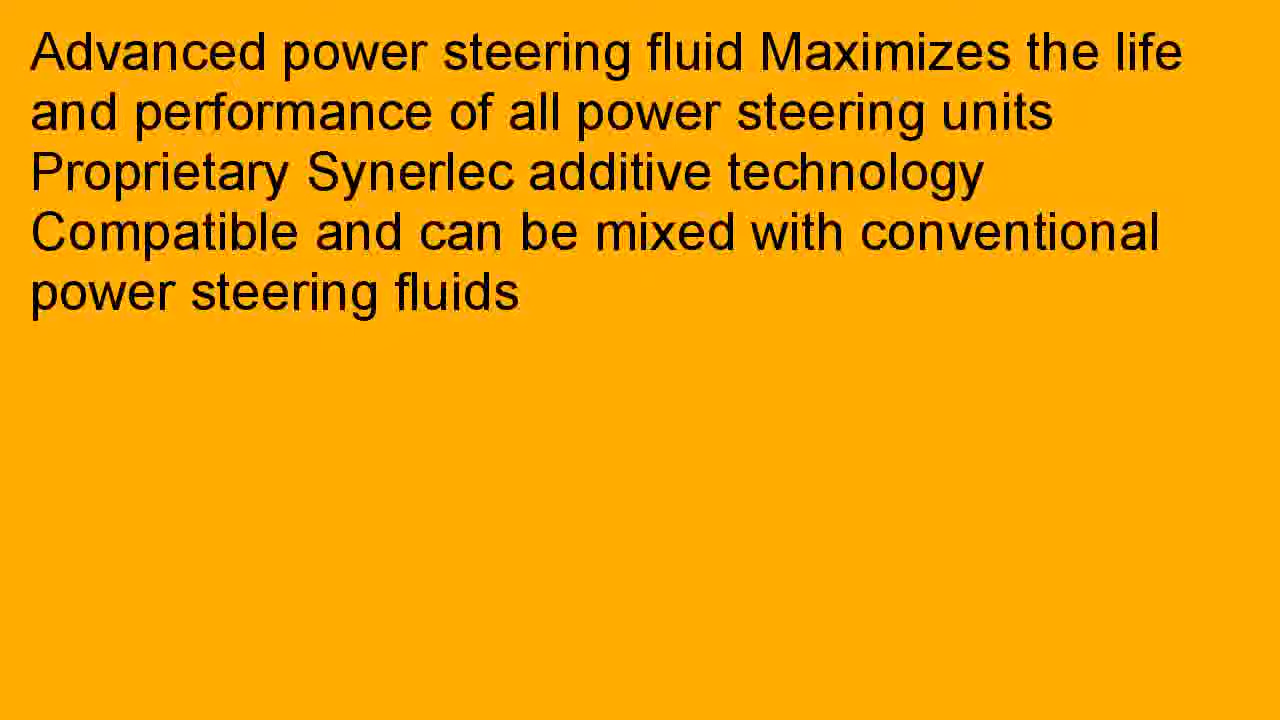 Advanced power steering fluid Maximizes the life
and performance of all power steering units
Proprietary Synerlec additive technology
Compatible and can be mixed with conventional
power steering fluids